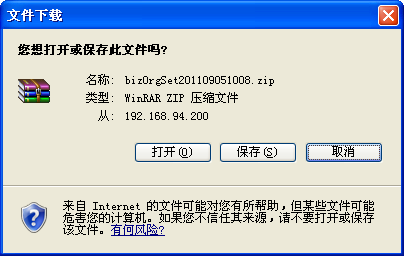 文件下载
您想打开或保存此文件吗?
名称: bizOrgSet201109051008.zip
类型: WinRAR ZIP 压缩文件
从: 192.168.94.200
打开(O) 保存(S) 取消
来自 Internet 的文件可能对您有所帮助,但某些文件可能
危害您的计算机。如果您不信任其来源,请不要打开或保存
该文件。有何风险?